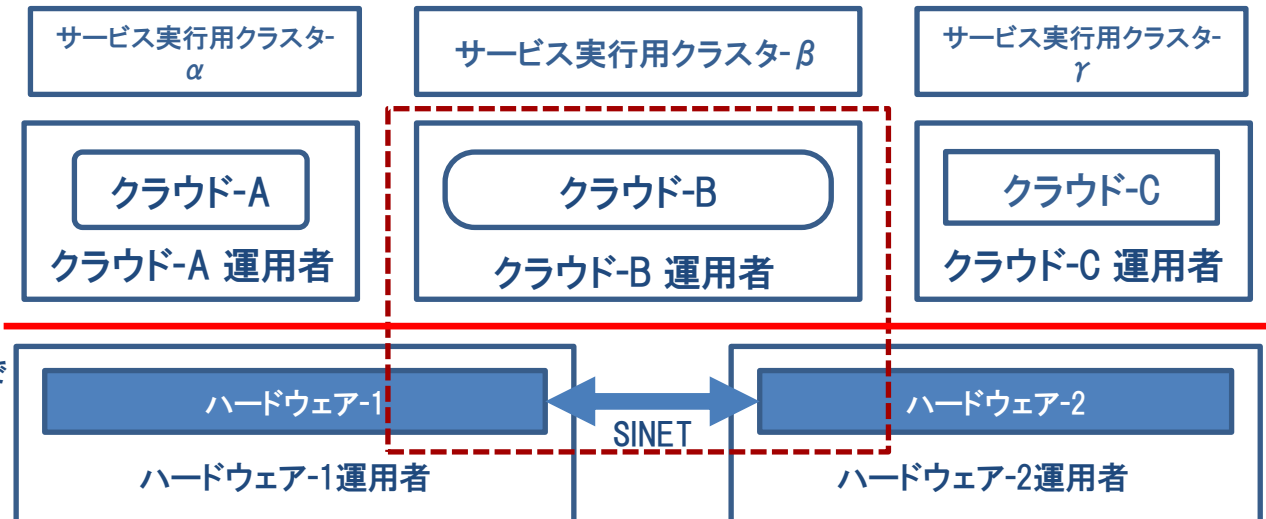 サービス実行用クラスタ-
α
サービス実行用クラスタ-β
サービス実行用クラスタ-
γ
クラウド-A
クラウド-A 運用者
クラウド-B
クラウド-B 運用者
クラウド-C
クラウド-C 運用者
で
ハードウェア-1
SINET
ハードウェア-2
ハードウェア-1運用者
ハードウェア-2運用者